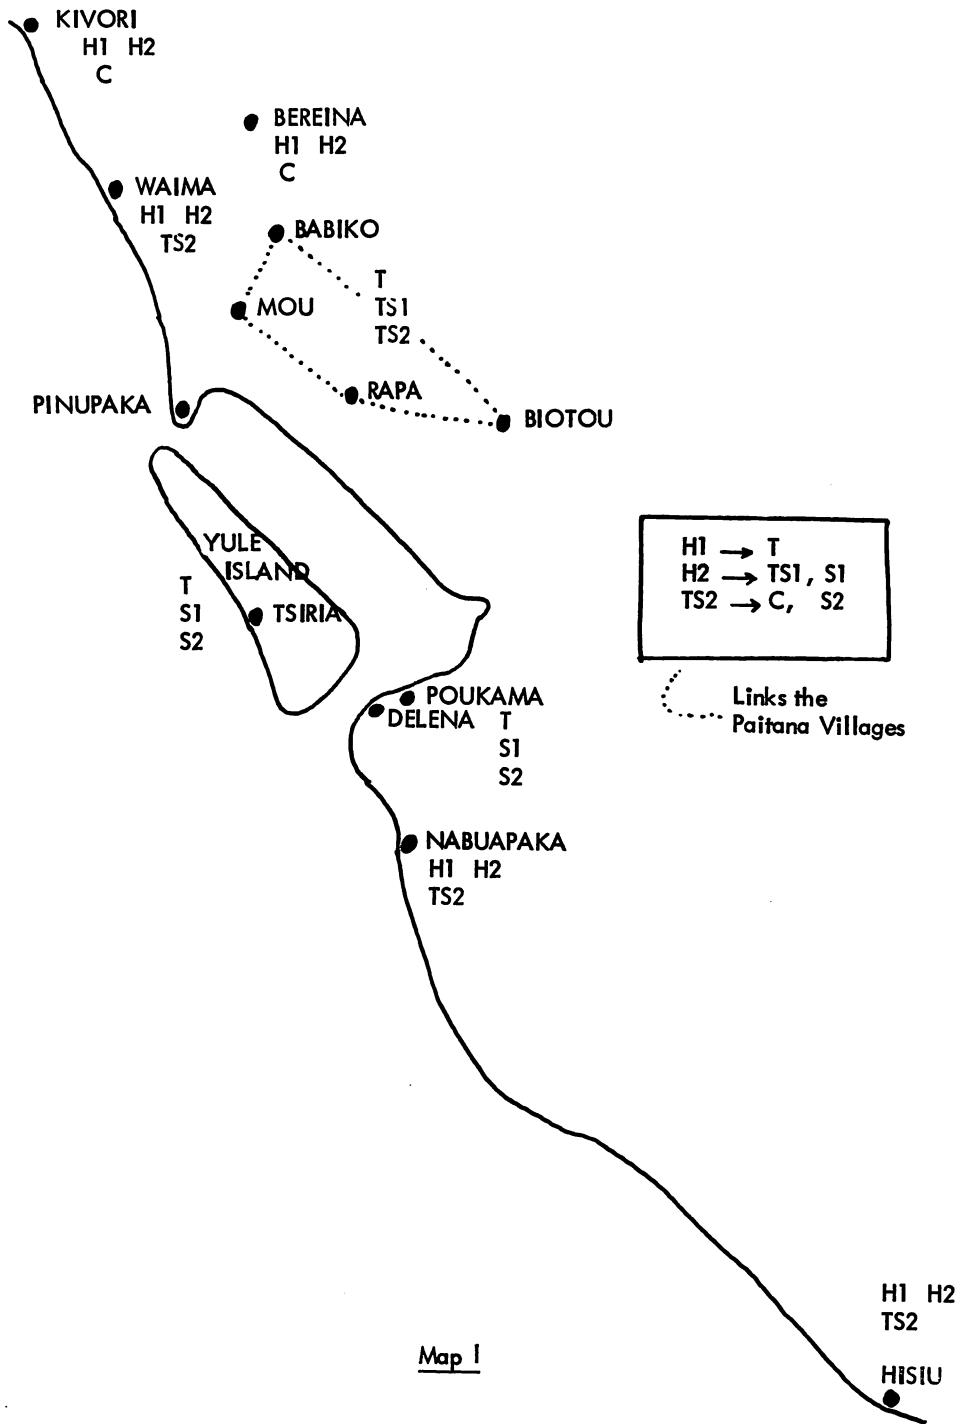 KIVORI
H1 H2
C
BEREINA
H1 H2
C
WAIMA
H1 H2
TS2
BABIKO
T
TS1
TS2
MOU
RAPA
PINUPAKA
BIOTOU
YULE
ISLAND
T
S1
S2
TSIRIA
H1 → T
H2 → TS1, S1
TS2 → C, S2
Links the
Paitana Villages
POUKAMA
DELENA
T
S1
S2
NABUAPAKA
H1 H2
TS2
H1 H2
TS2
HISIU
Map 1